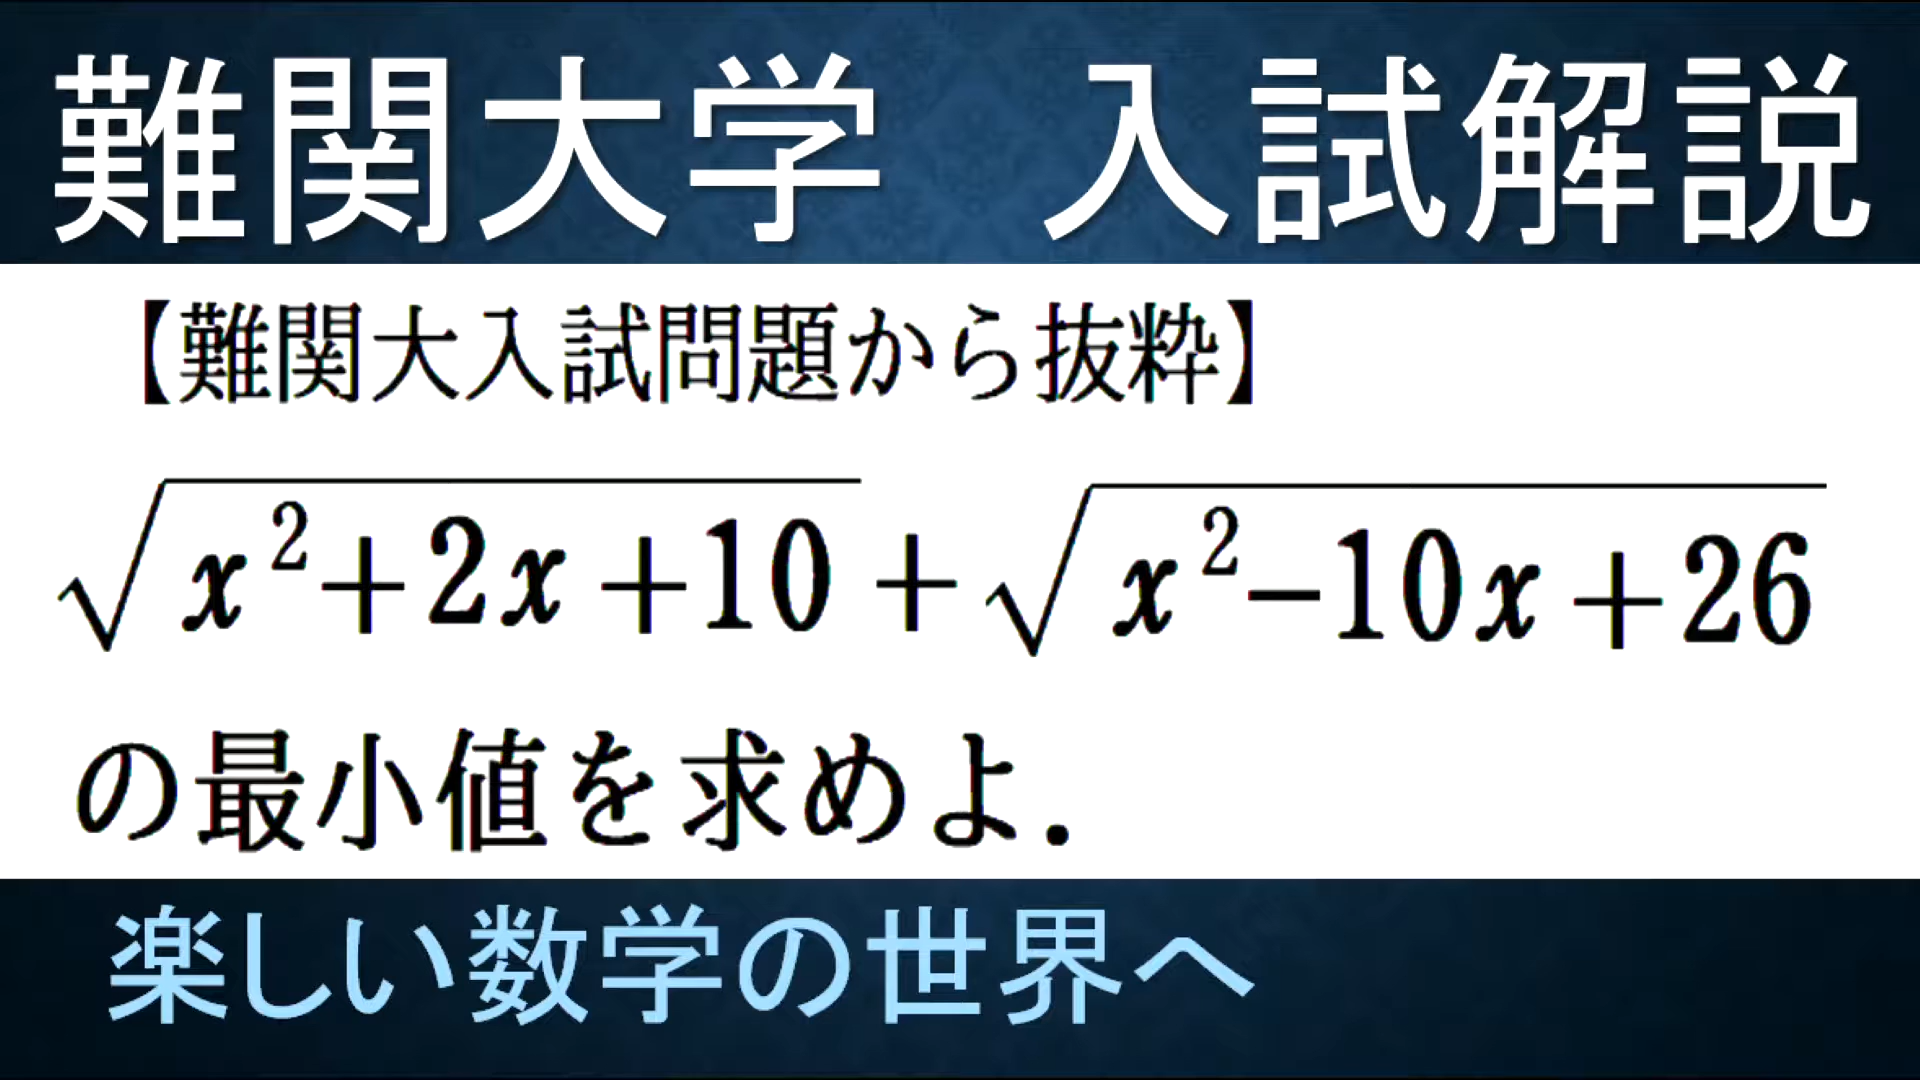 難関大学　入試解説
【難関大入試問題から抜粋】
√(x²+2x+10)+√(x²−10x+26)
の最小値を求めよ.
楽しい数学の世界へ